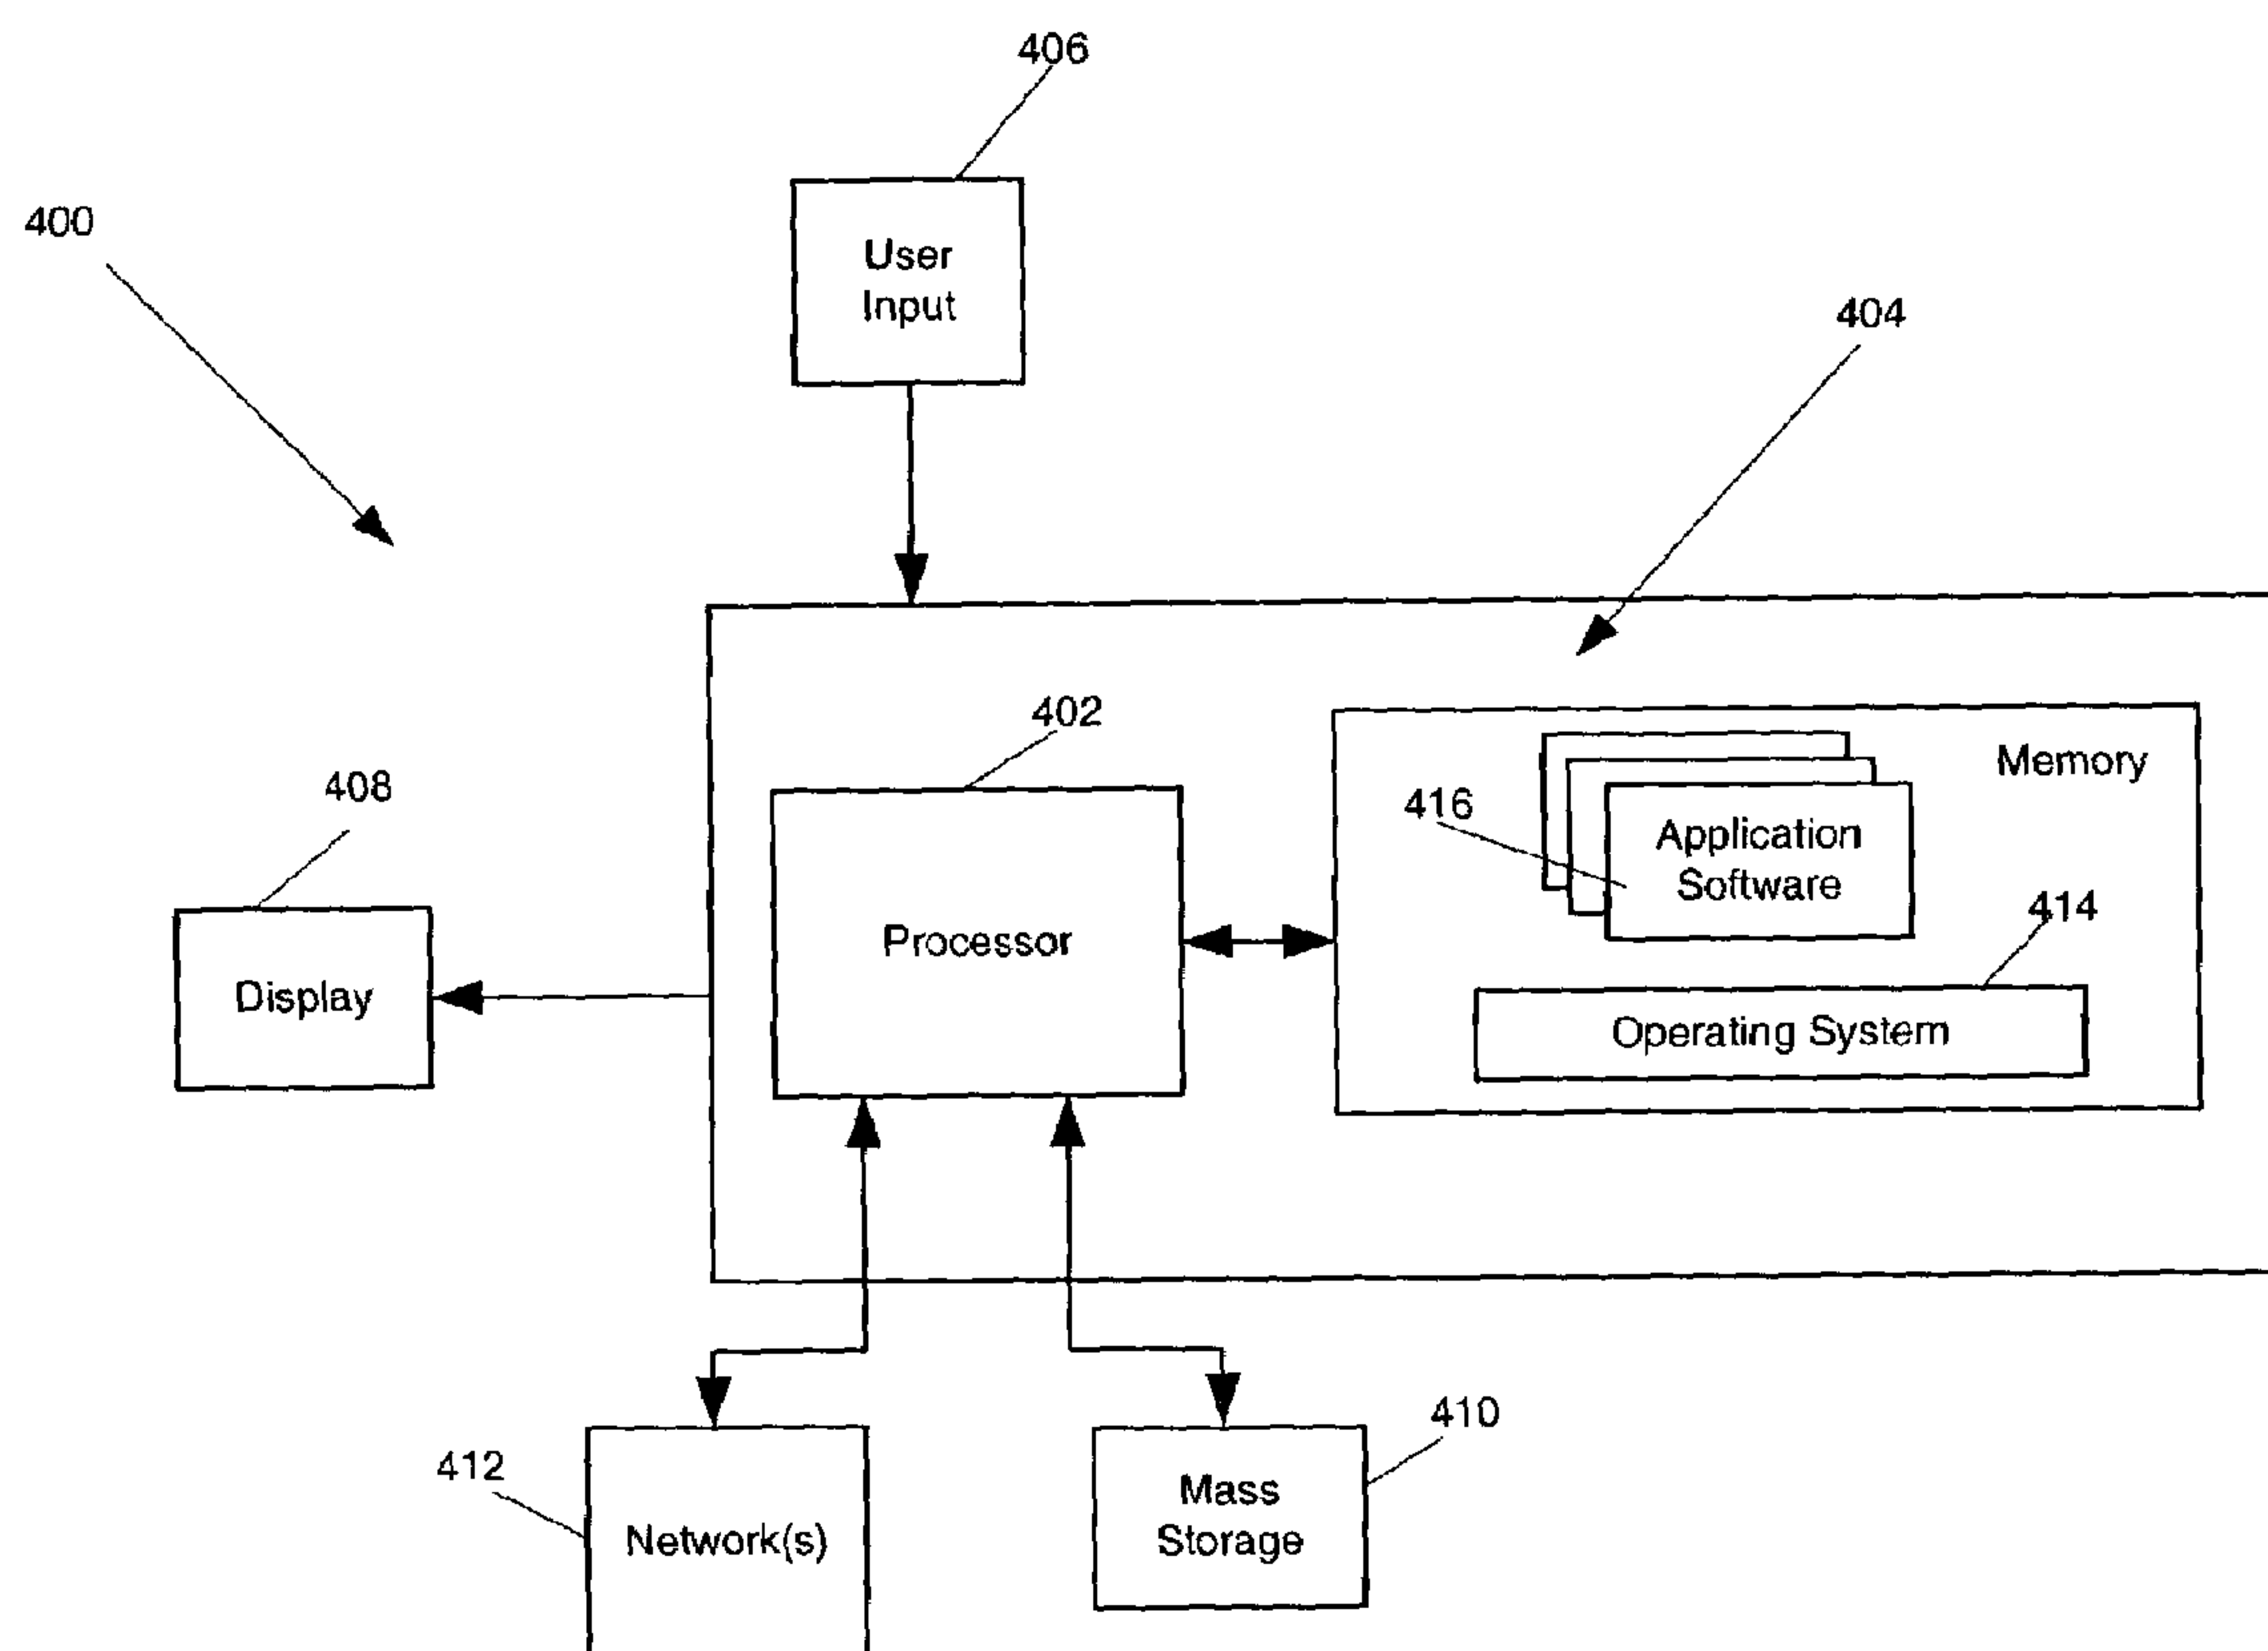 406
400
User
Input
404
402
Memory
408
416
Application
Software
414
Processor
Display
Operating System
410
412
Mass
Storage
Network(s)